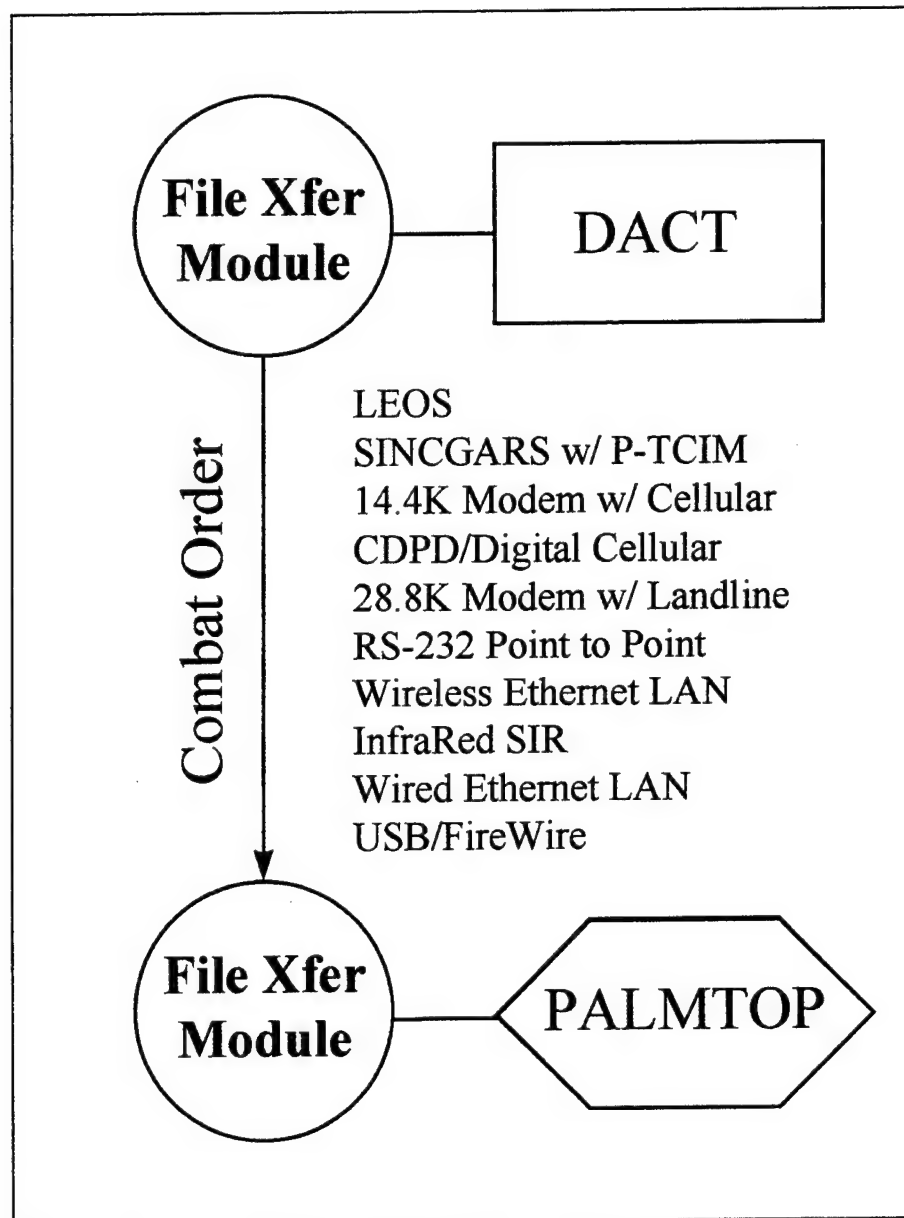 File Xfer
Module
DACT
Combat Order
LEOS
SINCGARS w/ P-TCIM
14.4K Modem w/ Cellular
CDPD/Digital Cellular
28.8K Modem w/ Landline
RS-232 Point to Point
Wireless Ethernet LAN
InfraRed SIR
Wired Ethernet LAN
USB/FireWire
File Xfer
Module
PALMTOP